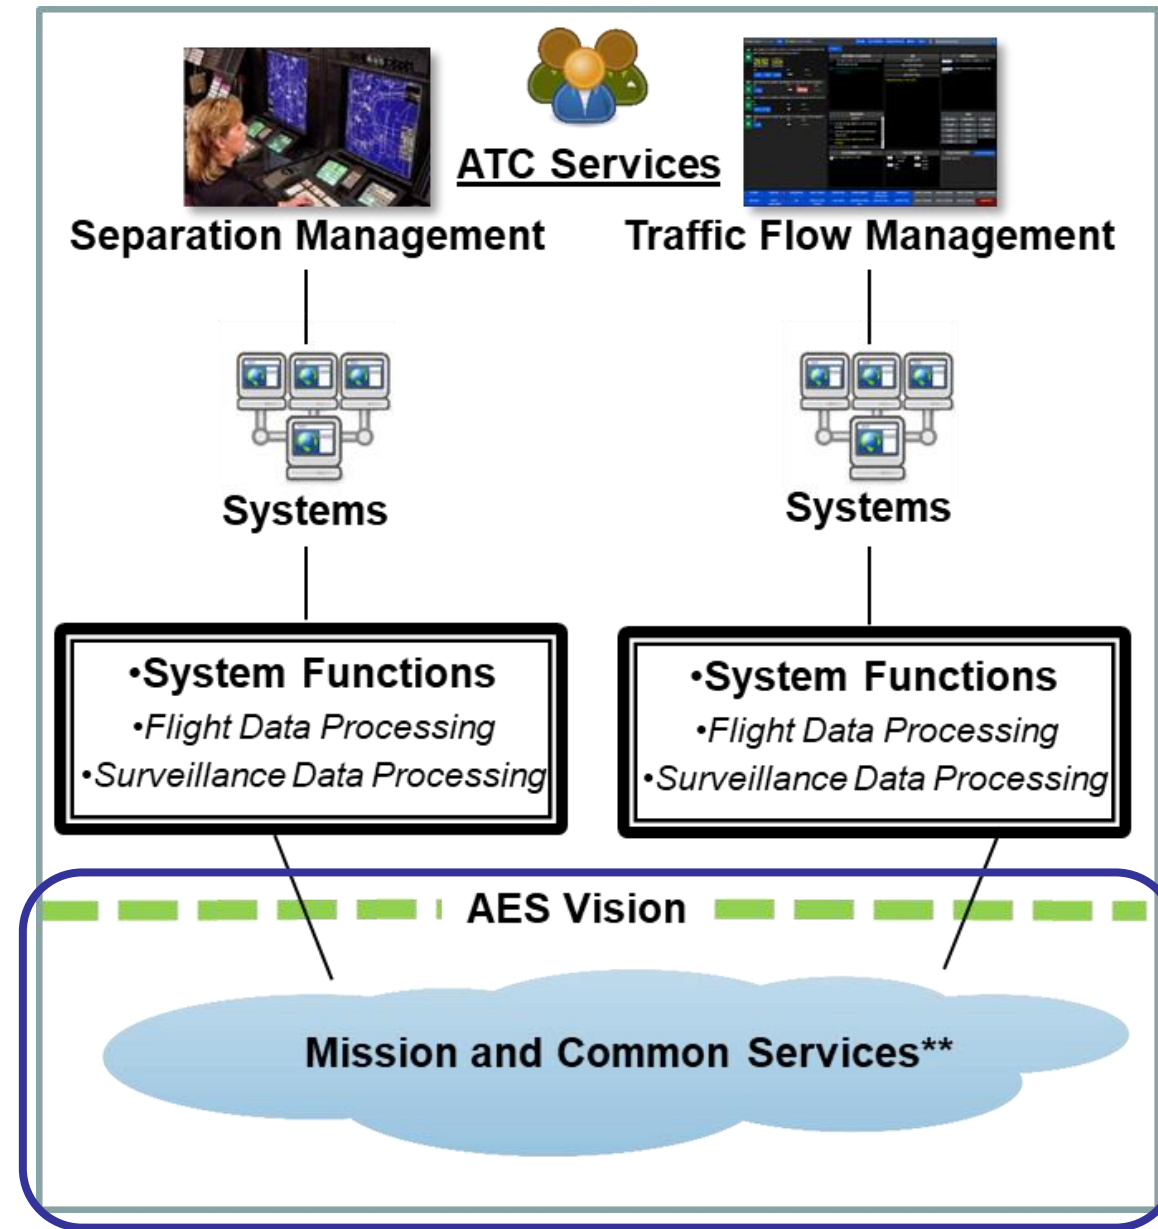 ATC Services
Separation Management
Traffic Flow Management
Systems
Systems
•System Functions
•Flight Data Processing
•Surveillance Data Processing
•System Functions
•Flight Data Processing
•Surveillance Data Processing
AES Vision
Mission and Common Services**